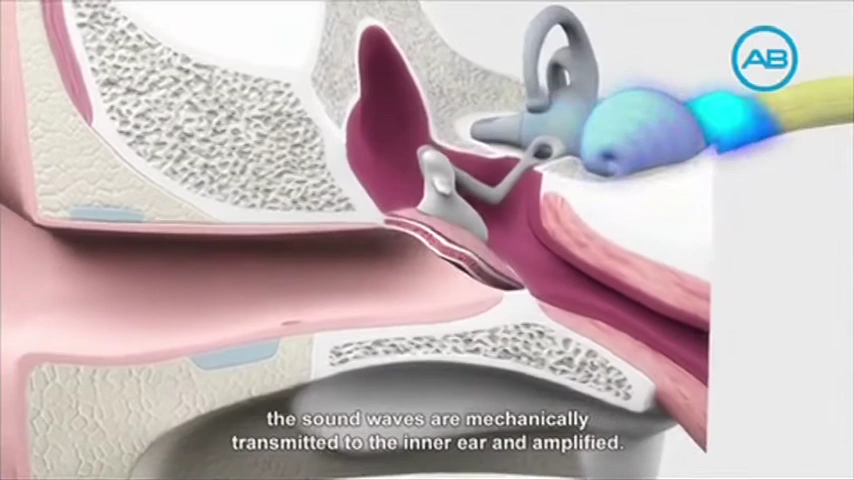 AB
the sound waves are mechanically
transmitted to the inner ear and amplified.